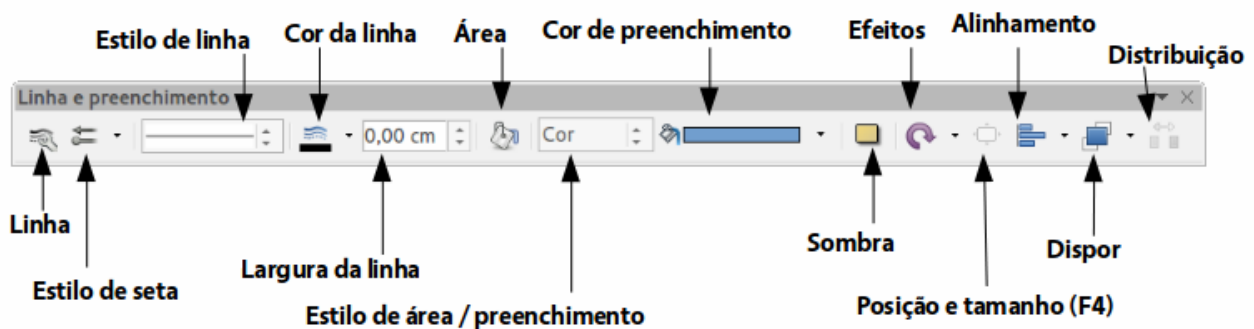 Estilo de linha
Cor da linha
Área
Cor de preenchimento
Efeitos
Alinhamento
Distribuição
Linha e preenchimento
0,00 cm
Cor
Linha
Estilo de seta
Largura da linha
Estilo de área / preenchimento
Sombra
Posição e tamanho (F4)
Dispor